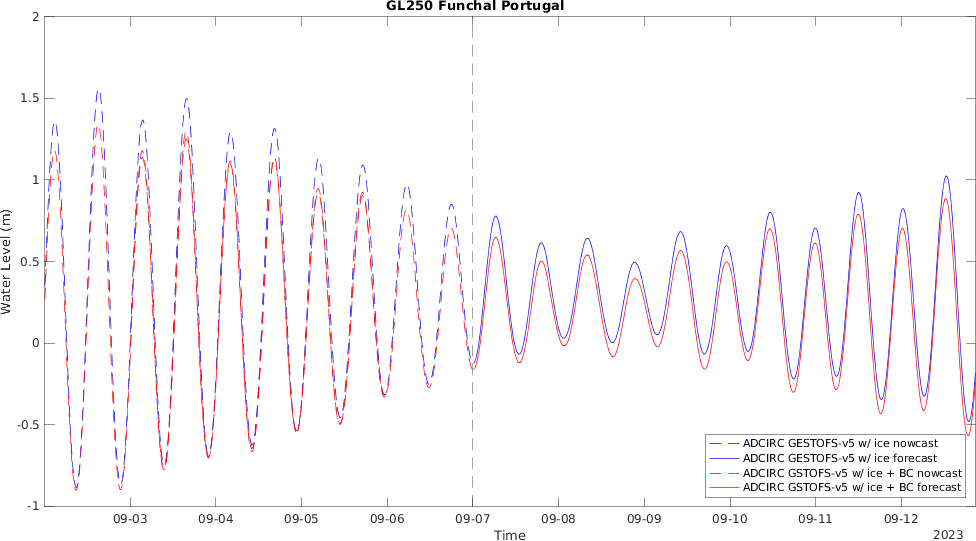 GL250 Funchal Portugal
2
1.5
1
0.5
0
-0.5
-1
Water Level (m)
ADCIRC GESTOFS-v5 w/ ice nowcast
ADCIRC GESTOFS-v5 w/ ice forecast
ADCIRC GSTOFS-v5 w/ ice + BC nowcast
ADCIRC GSTOFS-v5 w/ ice + BC forecast
09-03 09-04 09-05 09-06 09-07 09-08 09-09 09-10 09-11 09-12
Time
2023